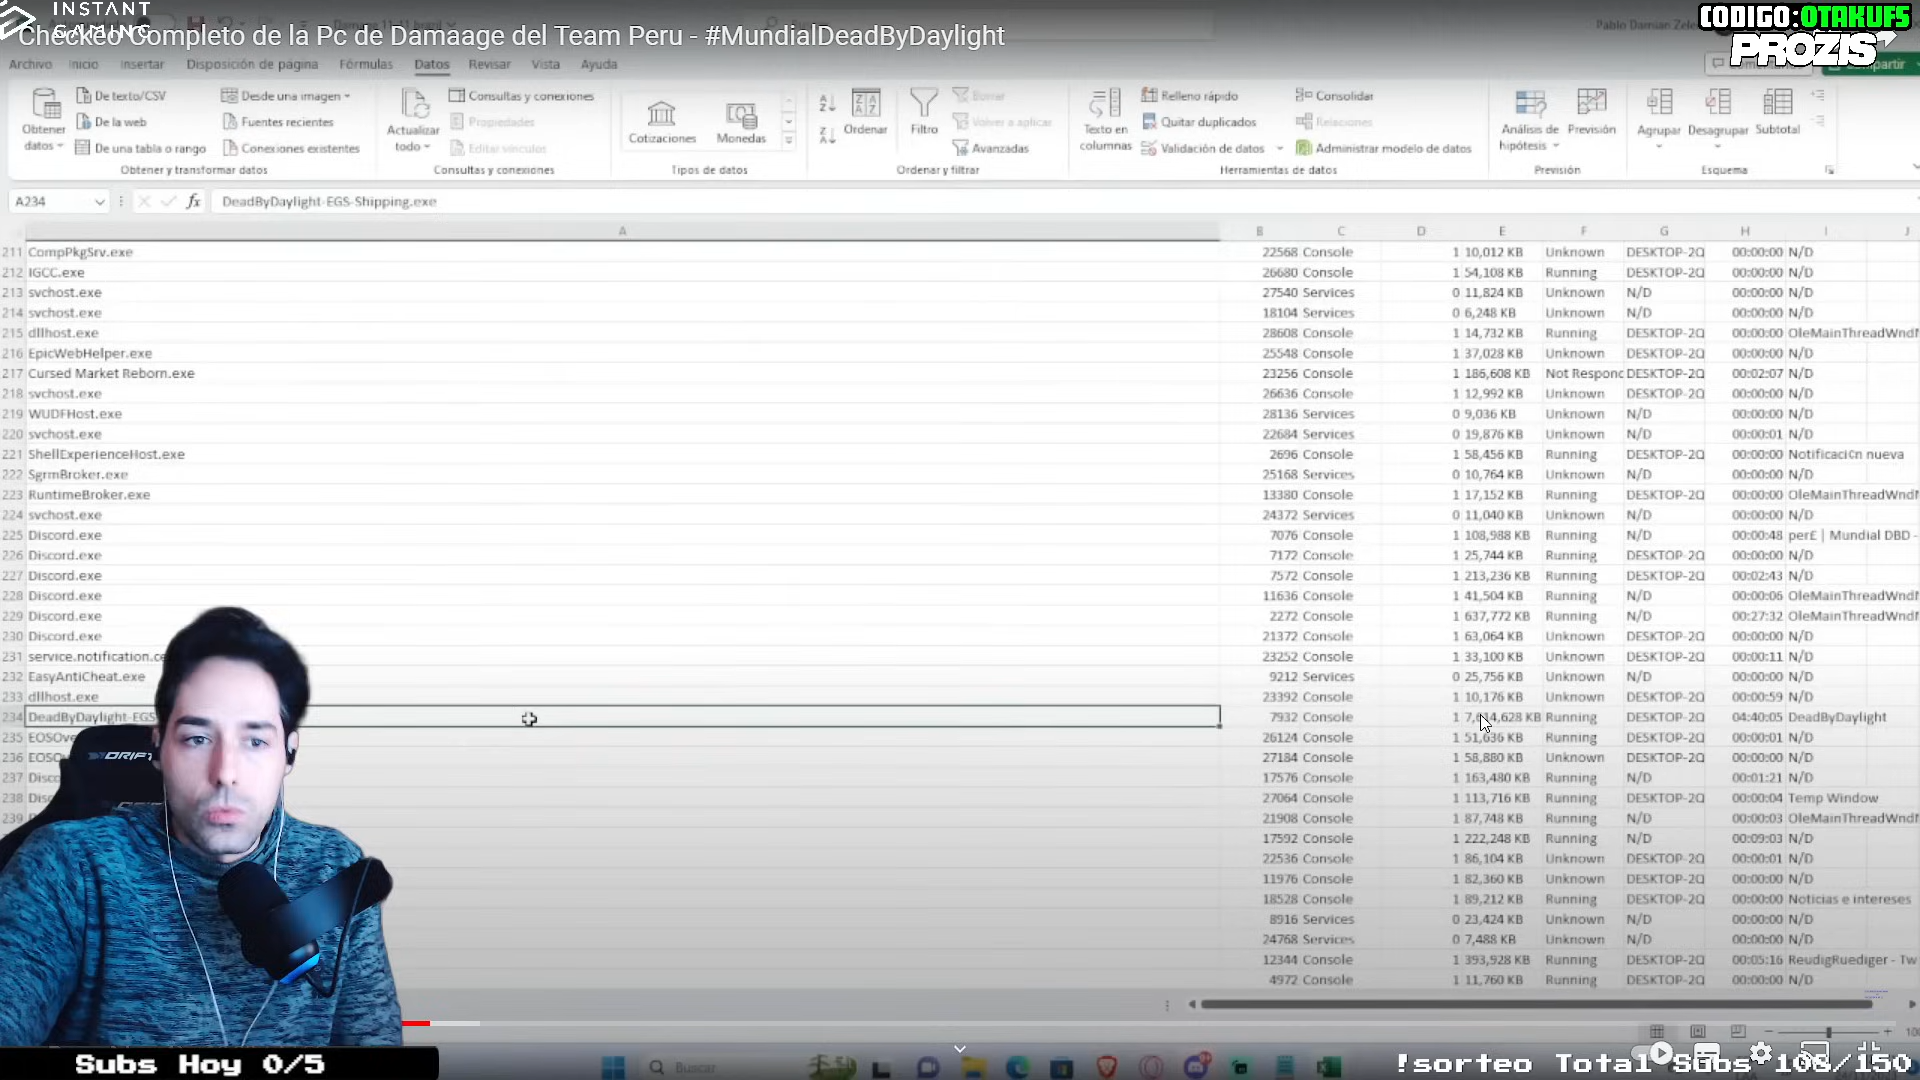 INSTANT
GAMING
Checkeo Completo de la Pc de Damaage del Team Peru - #MundialDeadByDaylight
CODIGO:OTAKUFS
PROZIS
Archivo Inicio Insertar Disposición de página Fórmulas Datos Revisar Vista Ayuda
De texto/CSV Desde una imagen Consultas y conexiones Borrar Relleno rápido Consolidar
Obtener datos De la web Fuentes recientes Actualizar todo Propiedades Cotizaciones Monedas Ordenar Filtro Volver a aplicar Texto en columnas Quitar duplicados Relaciones Análisis de hipótesis Previsión Agrupar Desagrupar Subtotal
De una tabla o rango Conexiones existentes Editar vínculos Avanzadas Validación de datos Administrar modelo de datos
Obtener y transformar datos Consultas y conexiones Tipos de datos Ordenar y filtrar Herramientas de datos Previsión Esquema
A234 fx DeadByDaylight-EGS-Shipping.exe
A B C D E F G H I J
211 CompPkgSrv.exe 22568 Console 1 10,012 KB Unknown DESKTOP-2Q 00:00:00 N/D
212 IGCC.exe 26680 Console 1 54,108 KB Running DESKTOP-2Q 00:00:00 N/D
213 svchost.exe 27540 Services 0 11,824 KB Unknown N/D 00:00:00 N/D
214 svchost.exe 18104 Services 0 6,248 KB Unknown N/D 00:00:00 N/D
215 dllhost.exe 28608 Console 1 14,732 KB Running DESKTOP-2Q 00:00:00 OleMainThreadWndN
216 EpicWebHelper.exe 25548 Console 1 37,028 KB Unknown DESKTOP-2Q 00:00:00 N/D
217 Cursed Market Reborn.exe 23256 Console 1 186,608 KB Not Respond DESKTOP-2Q 00:02:07 N/D
218 svchost.exe 26636 Console 1 12,992 KB Unknown DESKTOP-2Q 00:00:00 N/D
219 WUDFHost.exe 28136 Services 0 9,036 KB Unknown N/D 00:00:00 N/D
220 svchost.exe 22684 Services 0 19,876 KB Unknown N/D 00:00:01 N/D
221 ShellExperienceHost.exe 2696 Console 1 58,456 KB Running DESKTOP-2Q 00:00:00 Notificaci¢n nueva
222 SgrmBroker.exe 25168 Services 0 10,764 KB Unknown N/D 00:00:00 N/D
223 RuntimeBroker.exe 13380 Console 1 17,152 KB Running DESKTOP-2Q 00:00:00 OleMainThreadWndN
224 svchost.exe 24372 Services 0 11,040 KB Unknown N/D 00:00:00 N/D
225 Discord.exe 7076 Console 1 108,988 KB Running N/D 00:00:48 per£ | Mundial DBD -
226 Discord.exe 7172 Console 1 25,744 KB Running DESKTOP-2Q 00:00:00 N/D
227 Discord.exe 7572 Console 1 213,236 KB Running DESKTOP-2Q 00:02:43 N/D
228 Discord.exe 11636 Console 1 41,504 KB Running N/D 00:00:06 OleMainThreadWndN
229 Discord.exe 2272 Console 1 637,772 KB Running N/D 00:27:32 OleMainThreadWndN
230 Discord.exe 21372 Console 1 63,064 KB Unknown DESKTOP-2Q 00:00:00 N/D
231 service.notification.ce 23252 Console 1 33,100 KB Unknown DESKTOP-2Q 00:00:11 N/D
232 EasyAntiCheat.exe 9212 Services 0 25,756 KB Unknown N/D 00:00:00 N/D
233 dllhost.exe 23392 Console 1 10,176 KB Unknown DESKTOP-2Q 00:00:59 N/D
234 DeadByDaylight-EGS 7932 Console 1 Running DESKTOP-2Q 04:40:05 DeadByDaylight
235 EOSOve 26124 Console 1 51,636 KB Running DESKTOP-2Q 00:00:01 N/D
236 EOSO 27184 Console 1 58,880 KB Running DESKTOP-2Q 00:00:00 N/D
237 Disco 17576 Console 1 163,480 KB Running N/D 00:01:21 N/D
238 Disc 27064 Console 1 113,716 KB Running DESKTOP-2Q 00:00:04 Temp Window
239 21908 Console 1 87,748 KB Running N/D 00:00:03 OleMainThreadWndN
17592 Console 1 222,248 KB Running N/D 00:09:03 N/D
22536 Console 1 86,104 KB Unknown DESKTOP-2Q 00:00:01 N/D
11976 Console 1 82,360 KB Unknown DESKTOP-2Q 00:00:00 N/D
18528 Console 1 89,212 KB Running DESKTOP-2Q 00:00:00 Noticias e intereses
8916 Services 0 23,424 KB Unknown N/D 00:00:00 N/D
24768 Services 0 7,488 KB Unknown N/D 00:00:00 N/D
12344 Console 1 393,928 KB Running DESKTOP-2Q 00:05:16 ReudigRuediger - Tw
4972 Console 1 11,760 KB Running DESKTOP-2Q 00:00:00 N/D
DRIFT
Subs Hoy 0/5
Buscar
!sorteo Total Subs 108/150